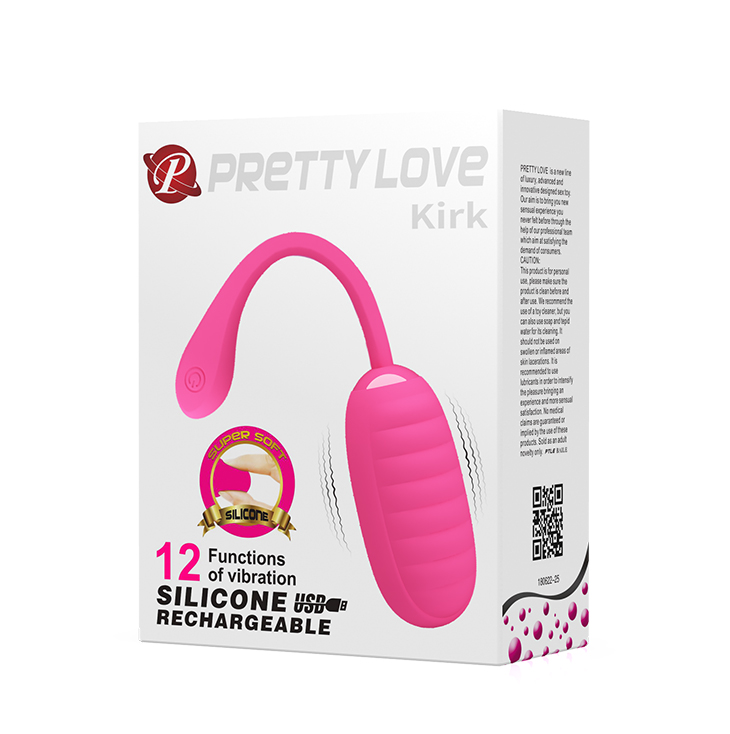 P
PRETTY LOVE
Kirk
SUPER SOFT
SILICONE
12 Functions
of vibration
SILICONE USB
RECHARGEABLE
PRETTY LOVE is a new line
of luxury, advanced and
innovative designed sex toy.
Our aim is to bring you new
sensual experience you
never felt before through the
help of our professional team
which aim at satisfying the
demand of consumers.
CAUTION:
This product is for personal
use, please make sure the
product is clean before and
after use. We recommend the
use of a toy cleaner, but you
can also use soap and tepid
water for its cleaning. It
should not be used on
swollen or inflamed areas of
skin lacerations. It is
recommended to use
lubricants in order to intensify
the pleasure bringing an
experience and more sensual
satisfaction. No medical
claims are guaranteed or
implied by the use of these
products. Sold as an adult
novelty only.
180622-25